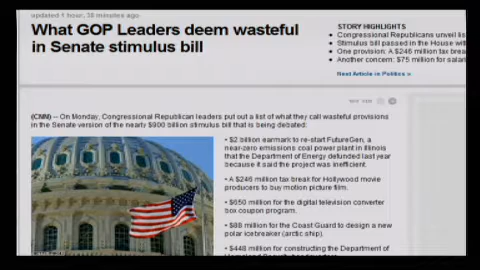 updated 1 hour, 38 minutes ago
What GOP Leaders deem wasteful
in Senate stimulus bill
STORY HIGHLIGHTS
Congressional Republicans unveil lis
Stimulus bill passed in the House wit
One provision: A $246 million tax brea
Another concern: $75 million for salar
Next Article in Politics »
(CNN) -- On Monday, Congressional Republican leaders put out a list of what they call wasteful provisions
in the Senate version of the nearly $900 billion stimulus bill that is being debated:
• $2 billion earmark to re-start FutureGen, a
near-zero emissions coal power plant in Illinois
that the Department of Energy defunded last year
because it said the project was inefficient.
• A $246 million tax break for Hollywood movie
producers to buy motion picture film.
• $650 million for the digital television converter
box coupon program.
• $88 million for the Coast Guard to design a new
polar icebreaker (arctic ship).
• $448 million for constructing the Department of